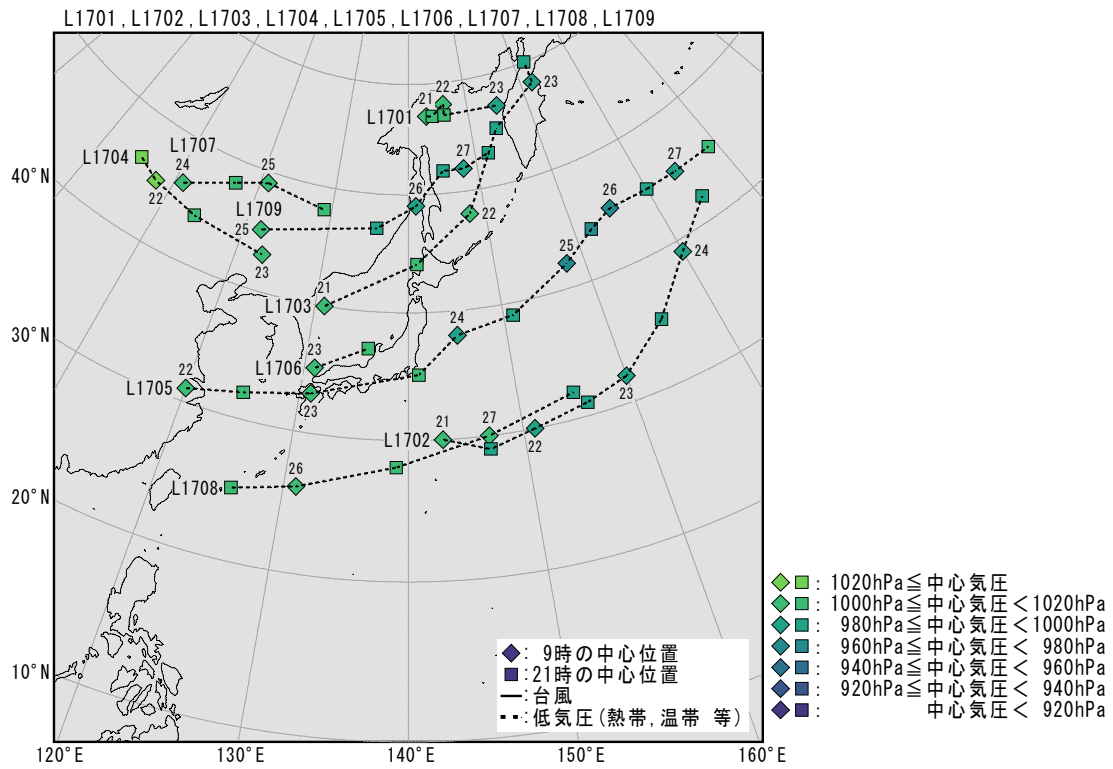 L1701,L1702,L1703,L1704,L1705,L1706,L1707,L1708,L1709
22
21
23
23
L1701
L1707
L1704
24
25
27
27
40°N
22
26
26
L1709
25
22
23
25
24
21
L1703
24
30°N
23
L1706
22
L1705
23
23
21
27
L1702
22
26
L1708
20°N
10°N
◆: 9時の中心位置
■:21時の中心位置
—:台風
---:低気圧(熱帯,温帯 等)
◆■: 1020hPa≦中心気圧
◆■: 1000hPa≦中心気圧<1020hPa
◆■: 980hPa≦中心気圧<1000hPa
◆■: 960hPa≦中心気圧< 980hPa
◆■: 940hPa≦中心気圧< 960hPa
◆■: 920hPa≦中心気圧< 940hPa
◆■: 中心気圧< 920hPa
120°E 130°E 140°E 150°E 160°E